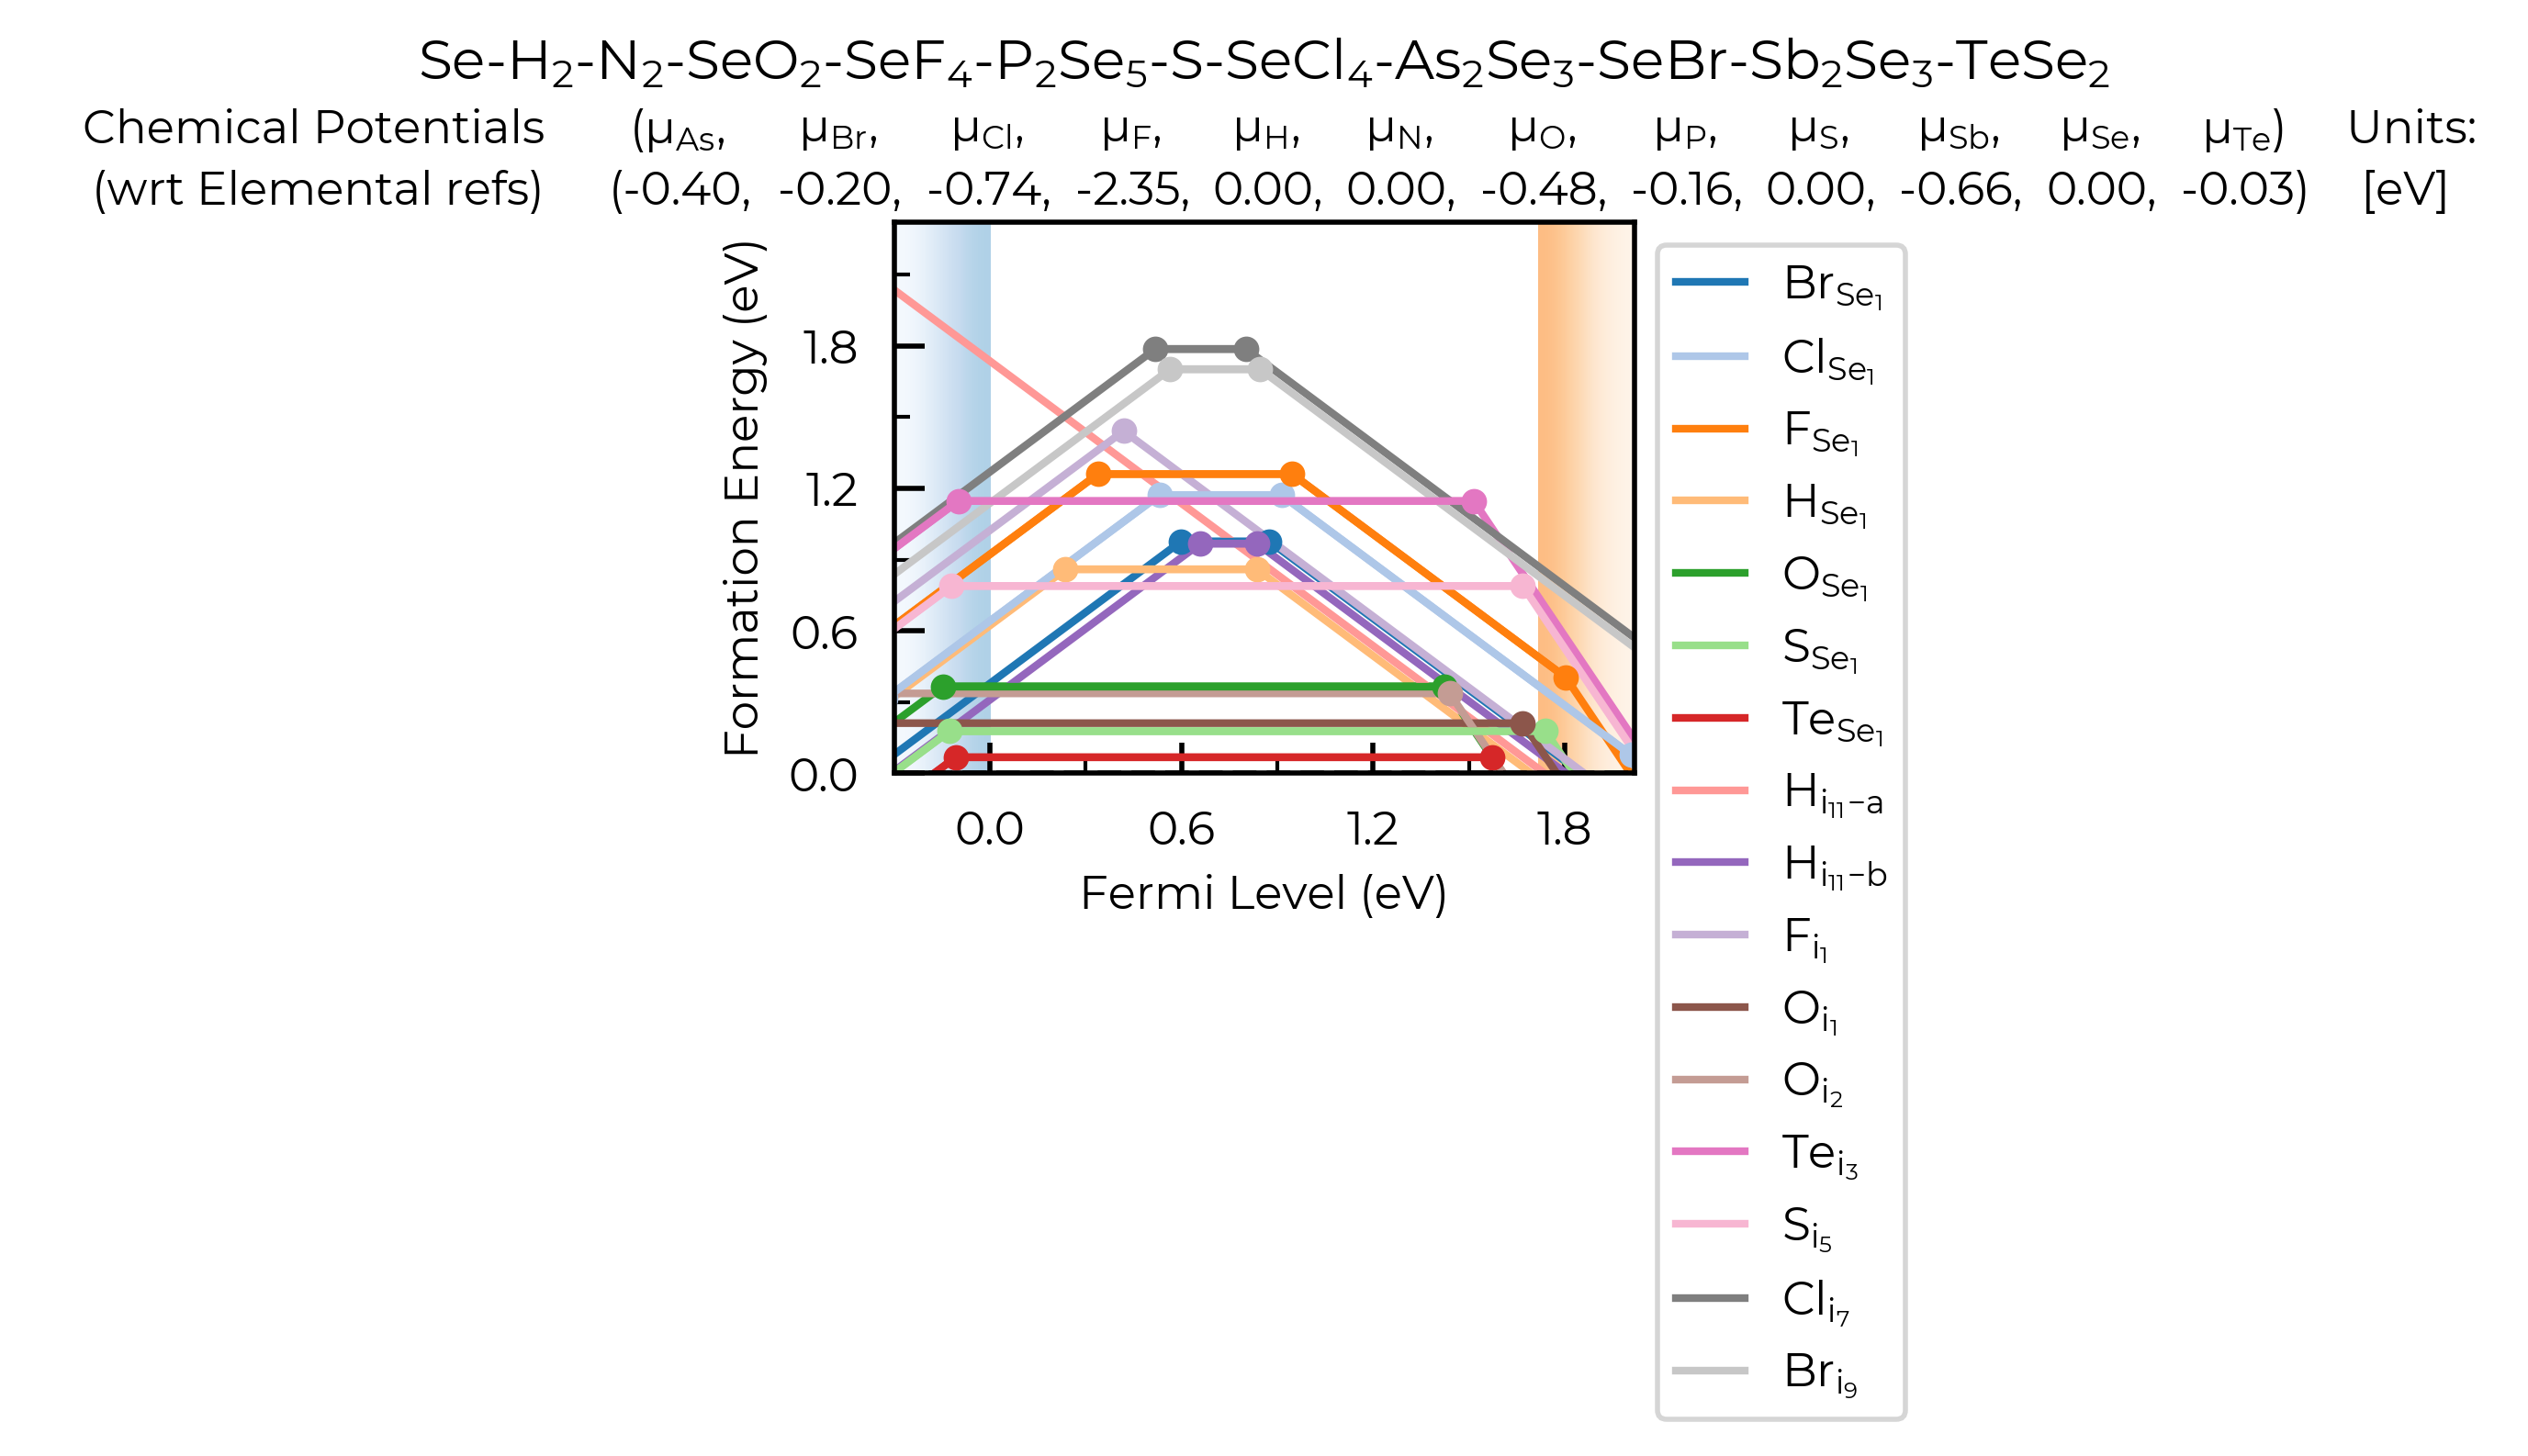 Se-H₂-N₂-SeO₂-SeF₄-P₂Se₅-S-SeCl₄-As₂Se₃-SeBr-Sb₂Se₃-TeSe₂
Chemical Potentials (μAs, μBr, μCl, μF, μH, μN, μO, μP, μS, μSb, μSe, μTe) Units:
(wrt Elemental refs) (-0.40, -0.20, -0.74, -2.35, 0.00, 0.00, -0.48, -0.16, 0.00, -0.66, 0.00, -0.03) [eV]
Formation Energy (eV)
1.8
1.2
0.6
0.0
0.0 0.6 1.2 1.8
Fermi Level (eV)
BrSe₁
ClSe₁
FSe₁
HSe₁
OSe₁
SSe₁
TeSe₁
Hi₁₁-a
Hi₁₁-b
Fi₁
Oi₁
Oi₂
Tei₃
Si₅
Cli₇
Bri₉